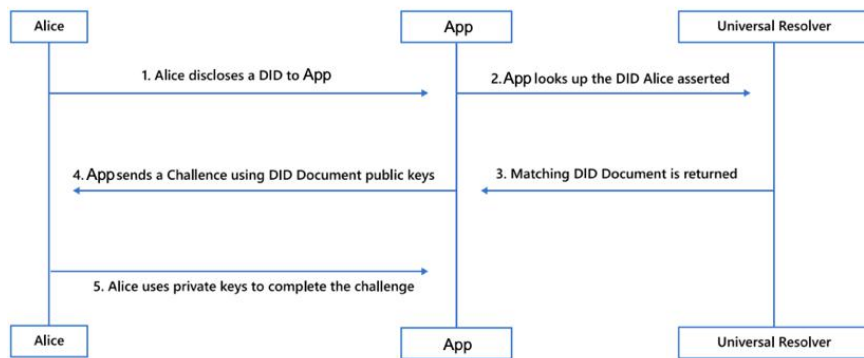 Alice
App
Universal Resolver
1. Alice discloses a DID to App
2. App looks up the DID Alice asserted
4. App sends a Challence using DID Document public keys
3. Matching DID Document is returned
5. Alice uses private keys to complete the challenge
Alice
App
Universal Resolver